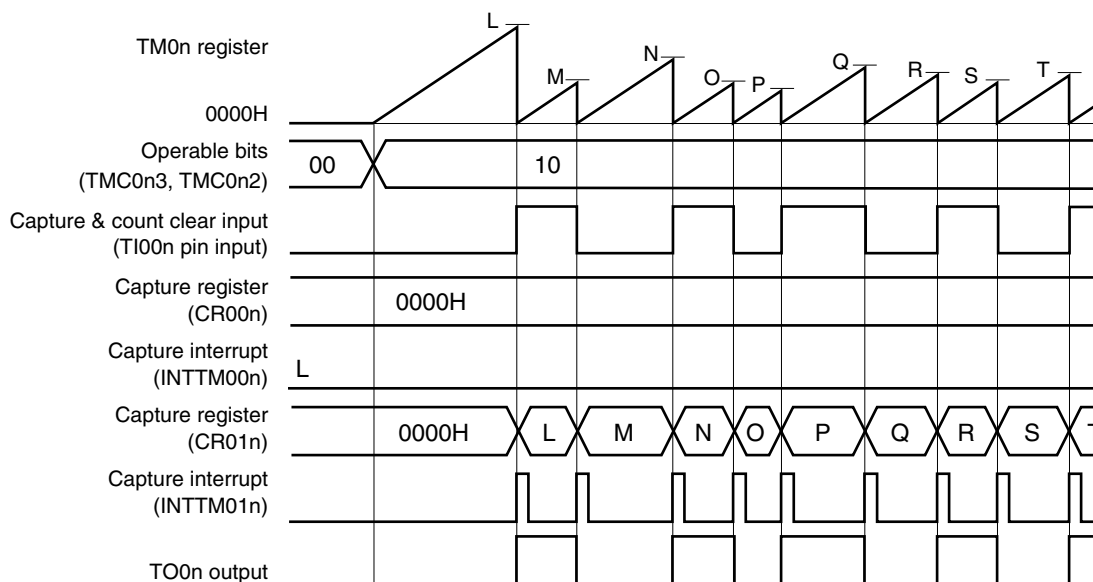 L
N
TM0n register
Q
M
O
P
R
S
T
0000H
Operable bits
(TMC0n3, TMC0n2)
00
10
Capture & count clear input
(TI00n pin input)
Capture register
(CR00n)
0000H
Capture interrupt
(INTTM00n)
L
Capture register
(CR01n)
0000H
L
M
N
O
P
Q
R
S
T
Capture interrupt
(INTTM01n)
TO0n output